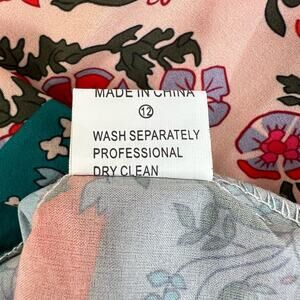 MADE IN CHINA
12
WASH SEPARATELY
PROFESSIONAL
DRY CLEAN